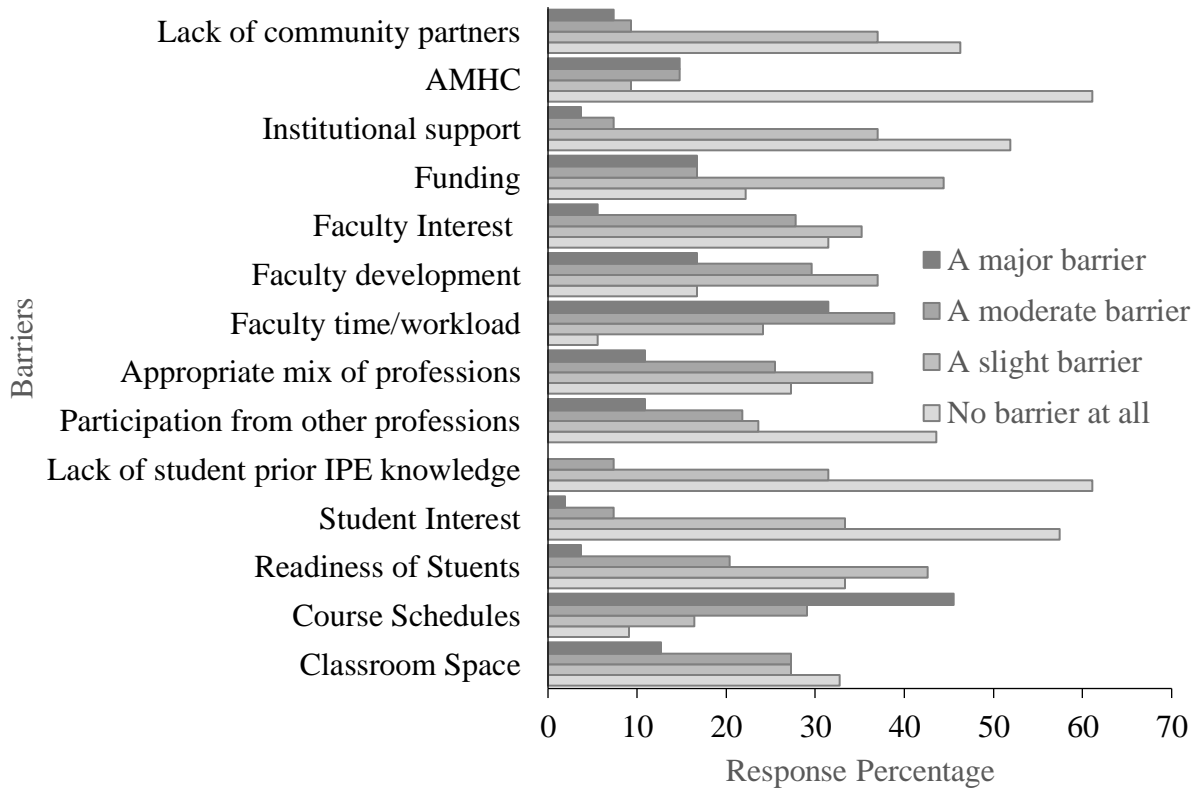 Lack of community partners
AMHC
Institutional support
Funding
Faculty Interest
Faculty development
Faculty time/workload
Appropriate mix of professions
Participation from other professions
Lack of student prior IPE knowledge
Student Interest
Readiness of Stuents
Course Schedules
Classroom Space
Barriers
A major barrier
A moderate barrier
A slight barrier
No barrier at all
0 10 20 30 40 50 60 70
Response Percentage